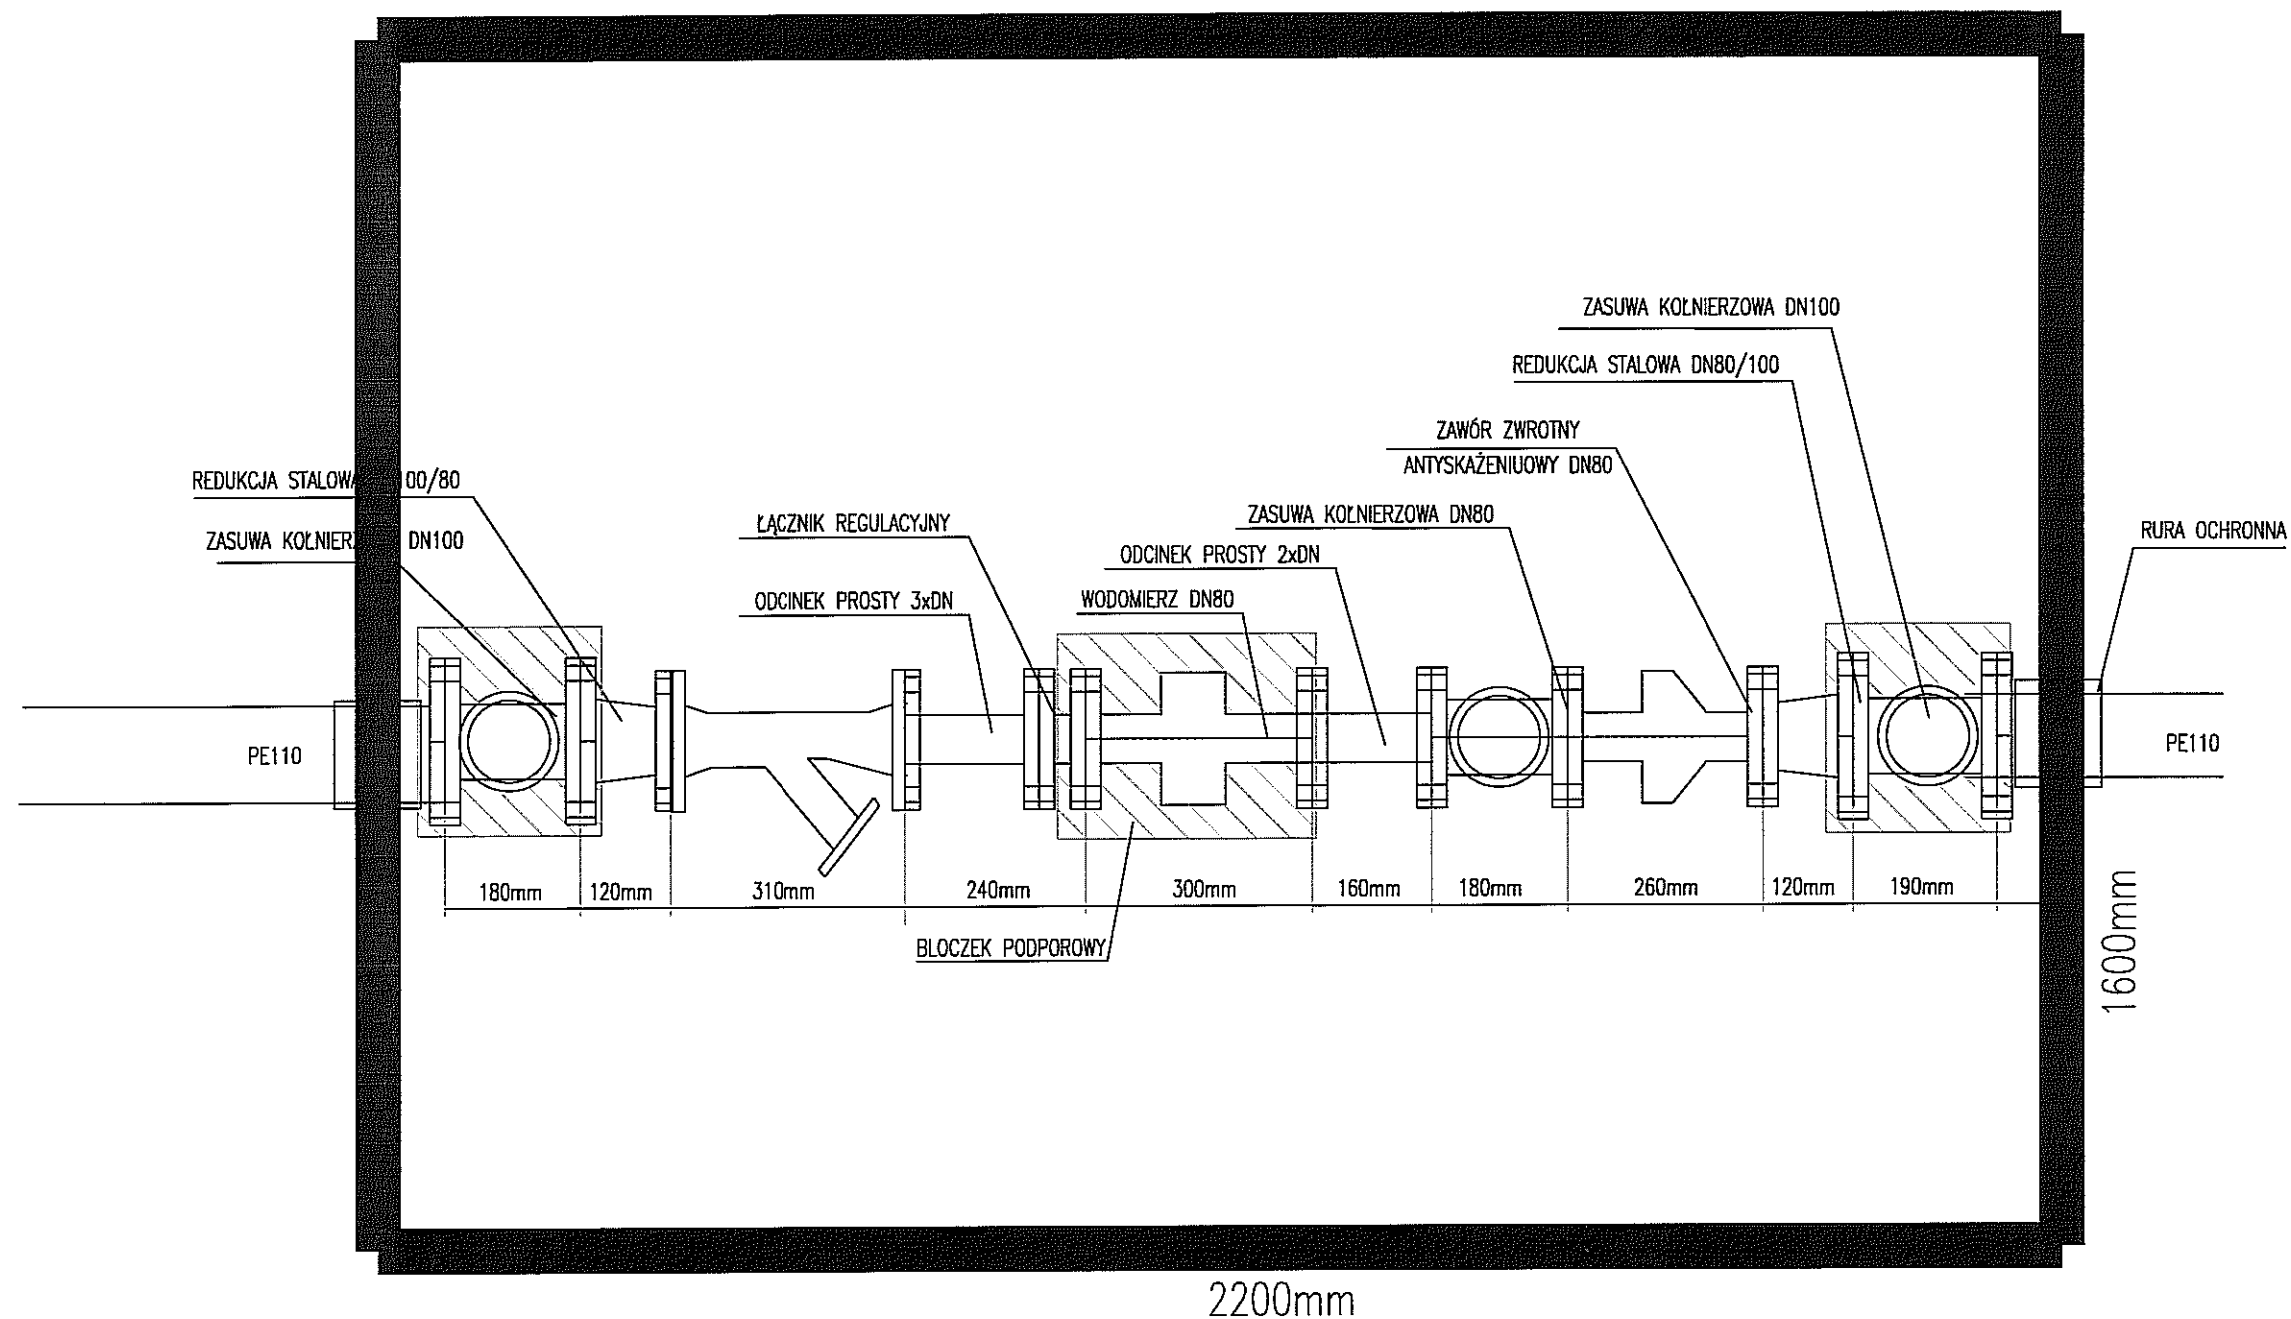 ZASUWA KOŁNIERZOWA DN100
REDUKCJA STALOWA DN80/100
ZAWÓR ZWROTNY
ANTYSKAŻENIUOWY DN80
REDUKCJA STALOWA 00/80
ŁĄCZNIK REGULACYJNY
ZASUWA KOŁNIERZOWA DN80
RURA OCHRONNA
ZASUWA KOŁNIER DN100
ODCINEK PROSTY 2xDN
ODCINEK PROSTY 3xDN
WODOMIERZ DN80
PE110
PE110
180mm 120mm 310mm 240mm 300mm 160mm 180mm 260mm 120mm 190mm
BLOCZEK PODPOROWY
1600mm
2200mm